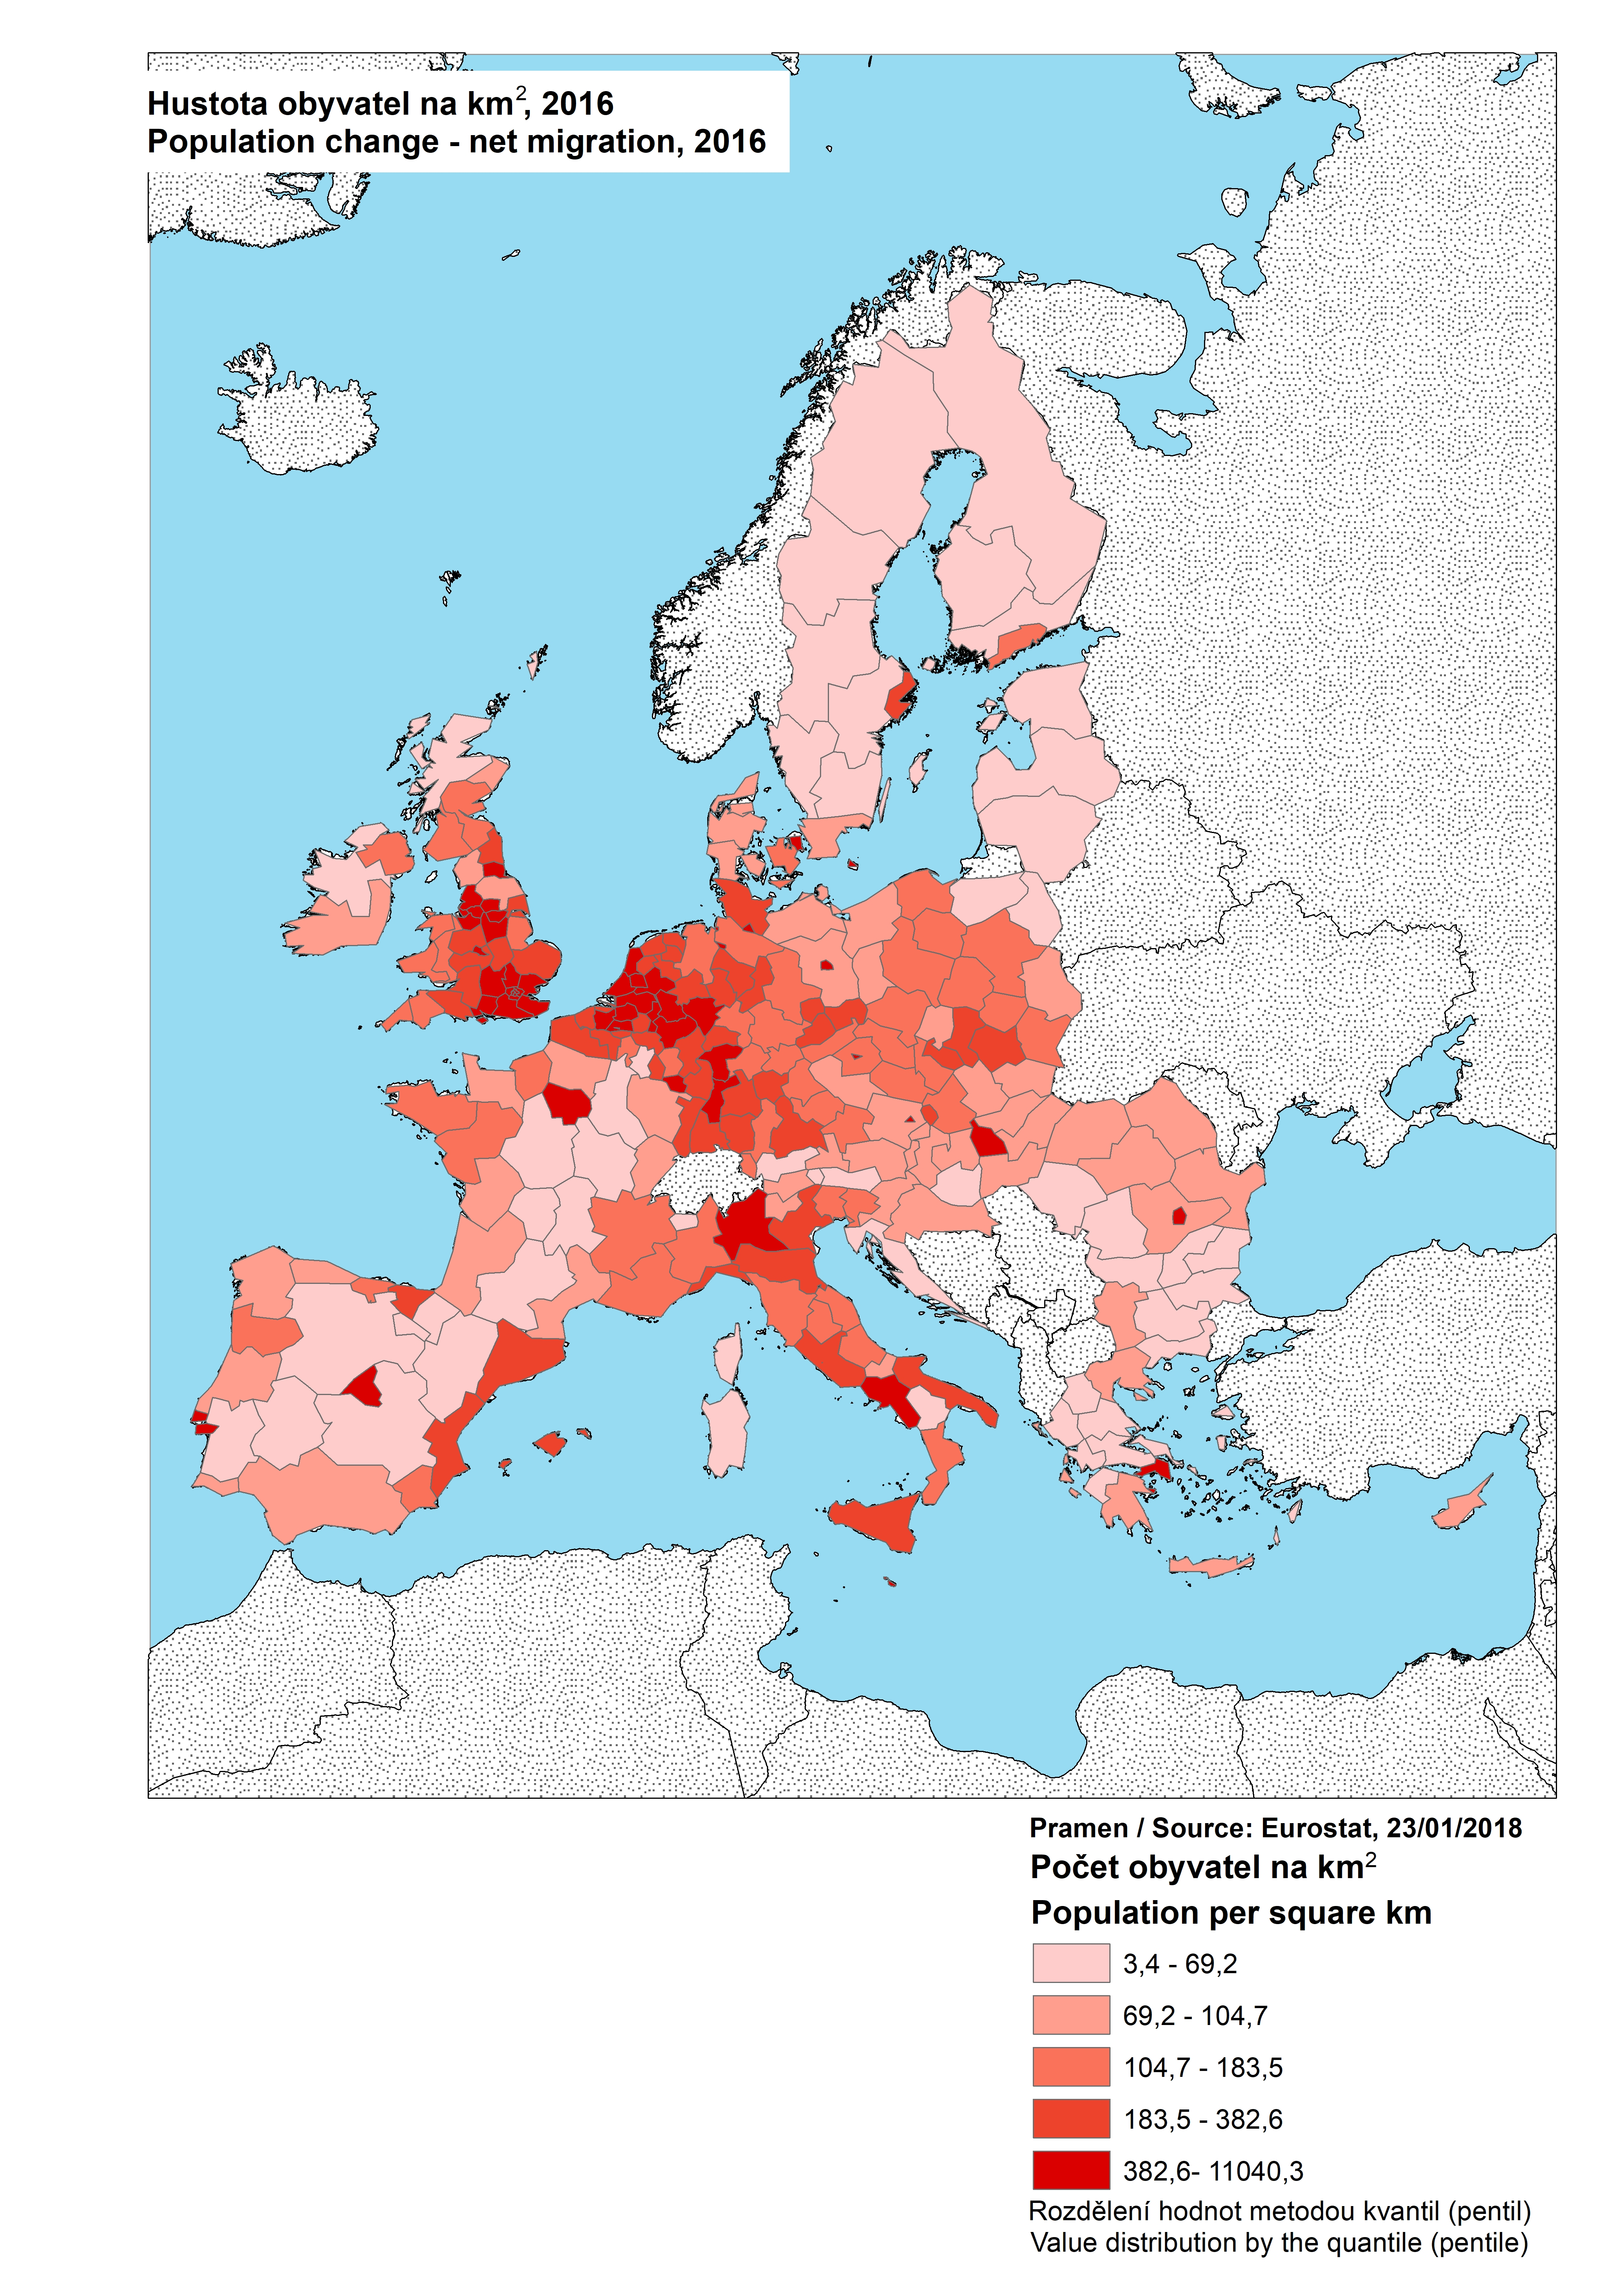 Hustota obyvatel na km², 2016
Population change - net migration, 2016
Pramen / Source: Eurostat, 23/01/2018
Počet obyvatel na km²
Population per square km
3,4 - 69,2
69,2 - 104,7
104,7 - 183,5
183,5 - 382,6
382,6- 11040,3
Rozdělení hodnot metodou kvantil (pentil)
Value distribution by the quantile (pentile)